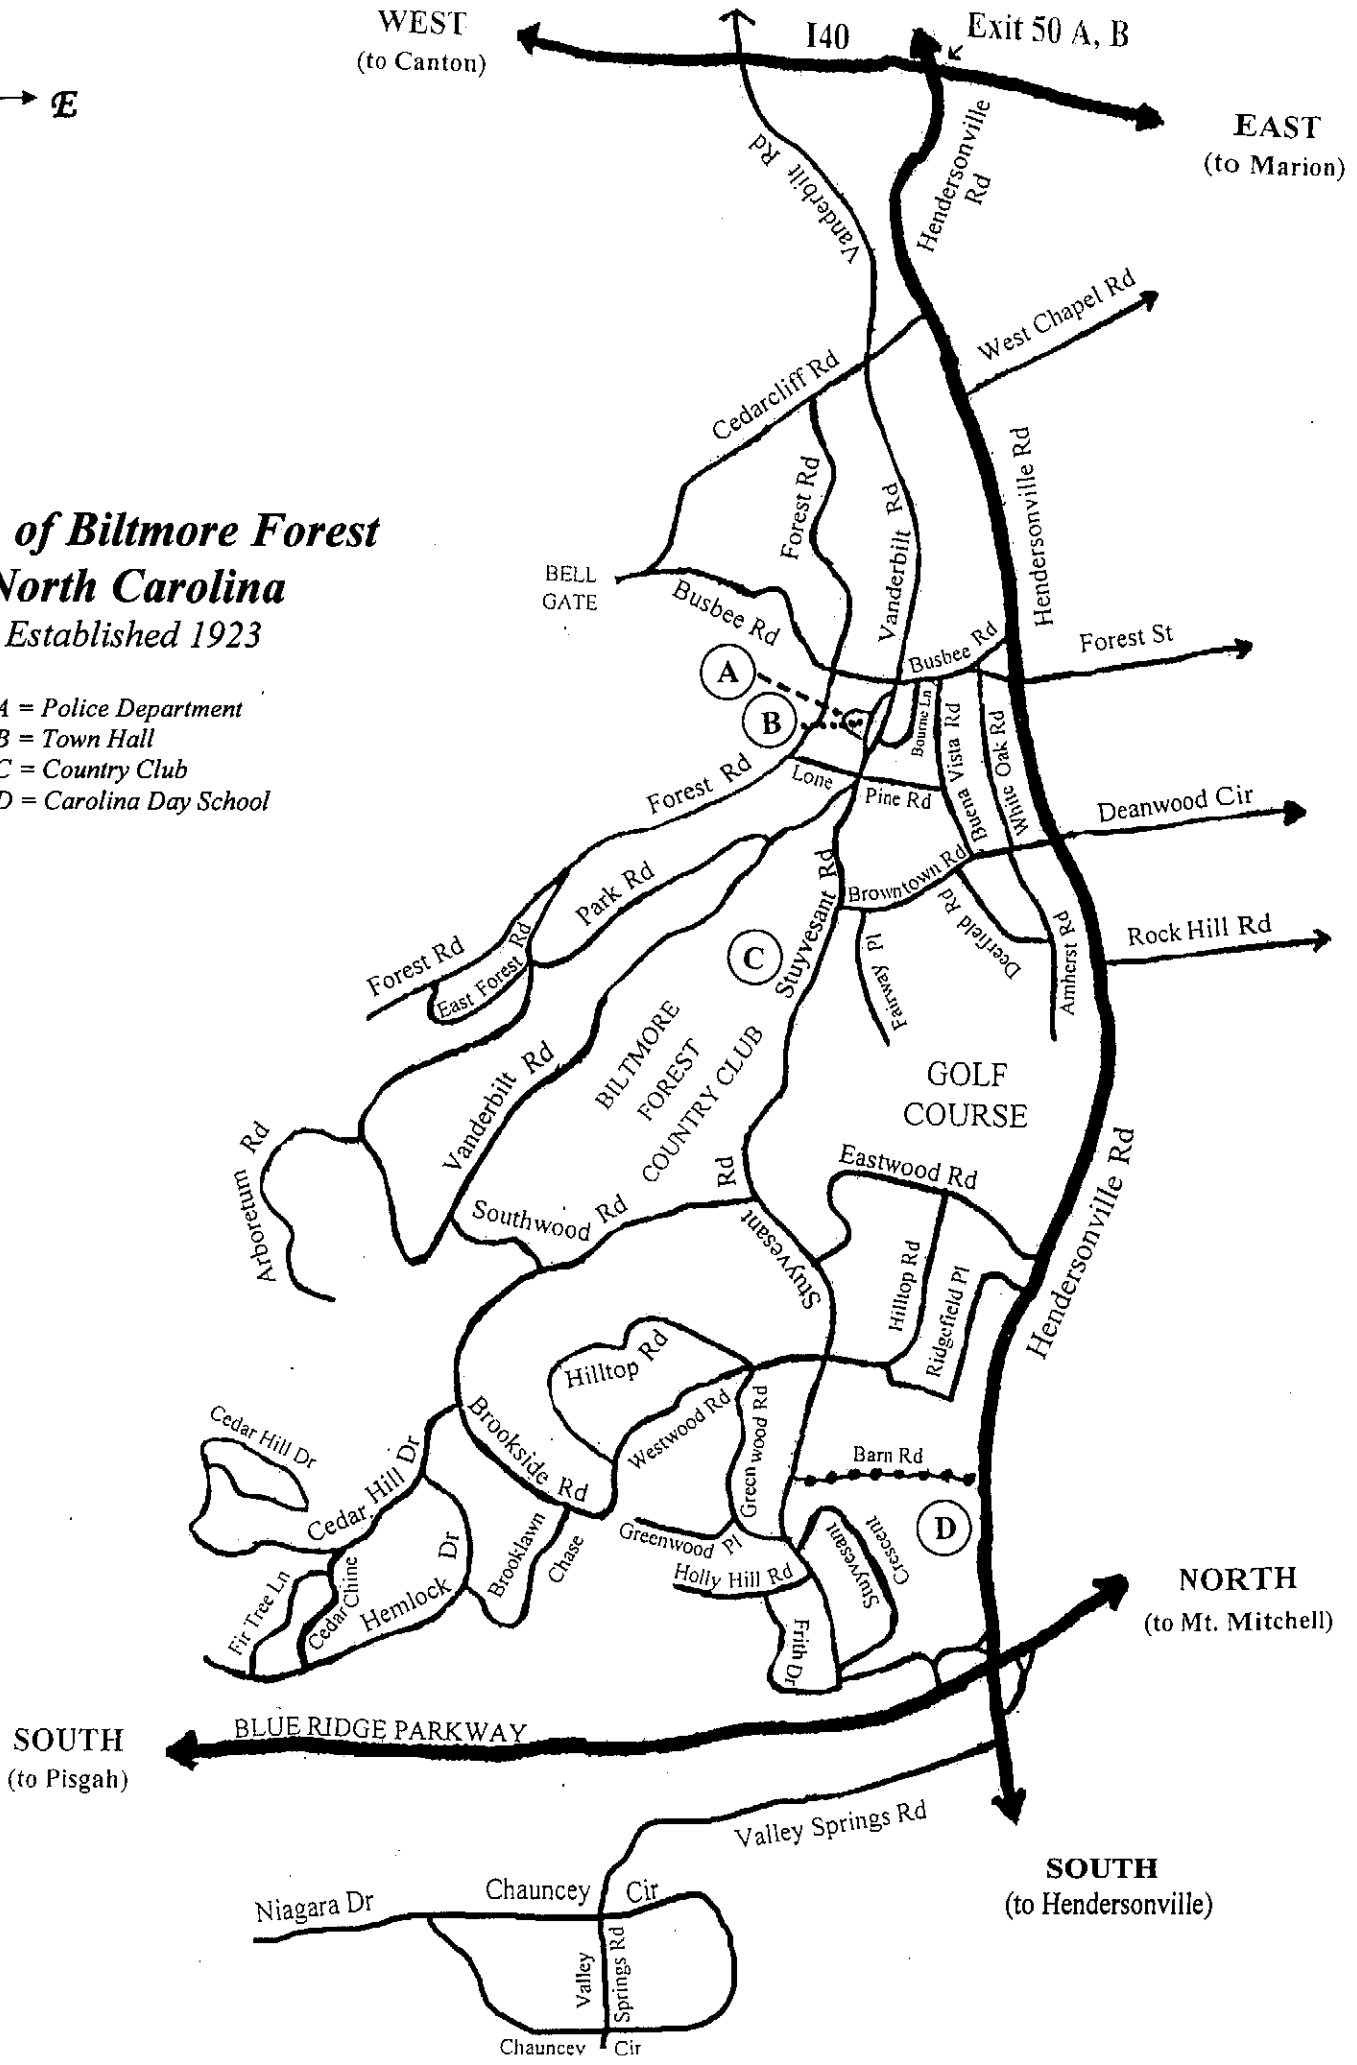 WEST
(to Canton)
I40
Exit 50 A, B
E
EAST
(to Marion)
Vanderbilt Rd
Hendersonville Rd
West Chapel Rd
Cedarcliff Rd
Forest Rd
Vanderbilt Rd
Hendersonville Rd
of Biltmore Forest
North Carolina
Established 1923
BELL
GATE
Busbee Rd
Busbee Rd
Forest St
A
B
A = Police Department
B = Town Hall
C = Country Club
D = Carolina Day School
Bourne Ln
Buena Vista Rd
White Oak Rd
Forest Rd
Lone Pine Rd
Deanwood Cir
Park Rd
Stuyvesant Rd
Browntown Rd
Deerfield Rd
Amherst Rd
Rock Hill Rd
Forest Rd
East Forest Rd
C
Fairway Pl
Vanderbilt Rd
BILTMORE
FOREST
COUNTRY CLUB
GOLF
COURSE
Arboretum Rd
Eastwood Rd
Hendersonville Rd
Southwood Rd
Stuyvesant Rd
Hilltop Rd
Ridgefield Pl
Hilltop Rd
Westwood Rd
Greenwood Rd
Brookside Rd
Barn Rd
Cedar Hill Dr
Cedar Hill Dr
D
Greenwood Pl
Holly Hill Rd
Stuyvesant
Crescent
Brooklawn
Chase
Hemlock Dr
Cedar Chine
Fir Tree Ln
Frith Dr
NORTH
(to Mt. Mitchell)
SOUTH
(to Pisgah)
BLUE RIDGE PARKWAY
Valley Springs Rd
SOUTH
(to Hendersonville)
Niagara Dr
Chauncey Cir
Valley
Springs Rd
Chauncey Cir